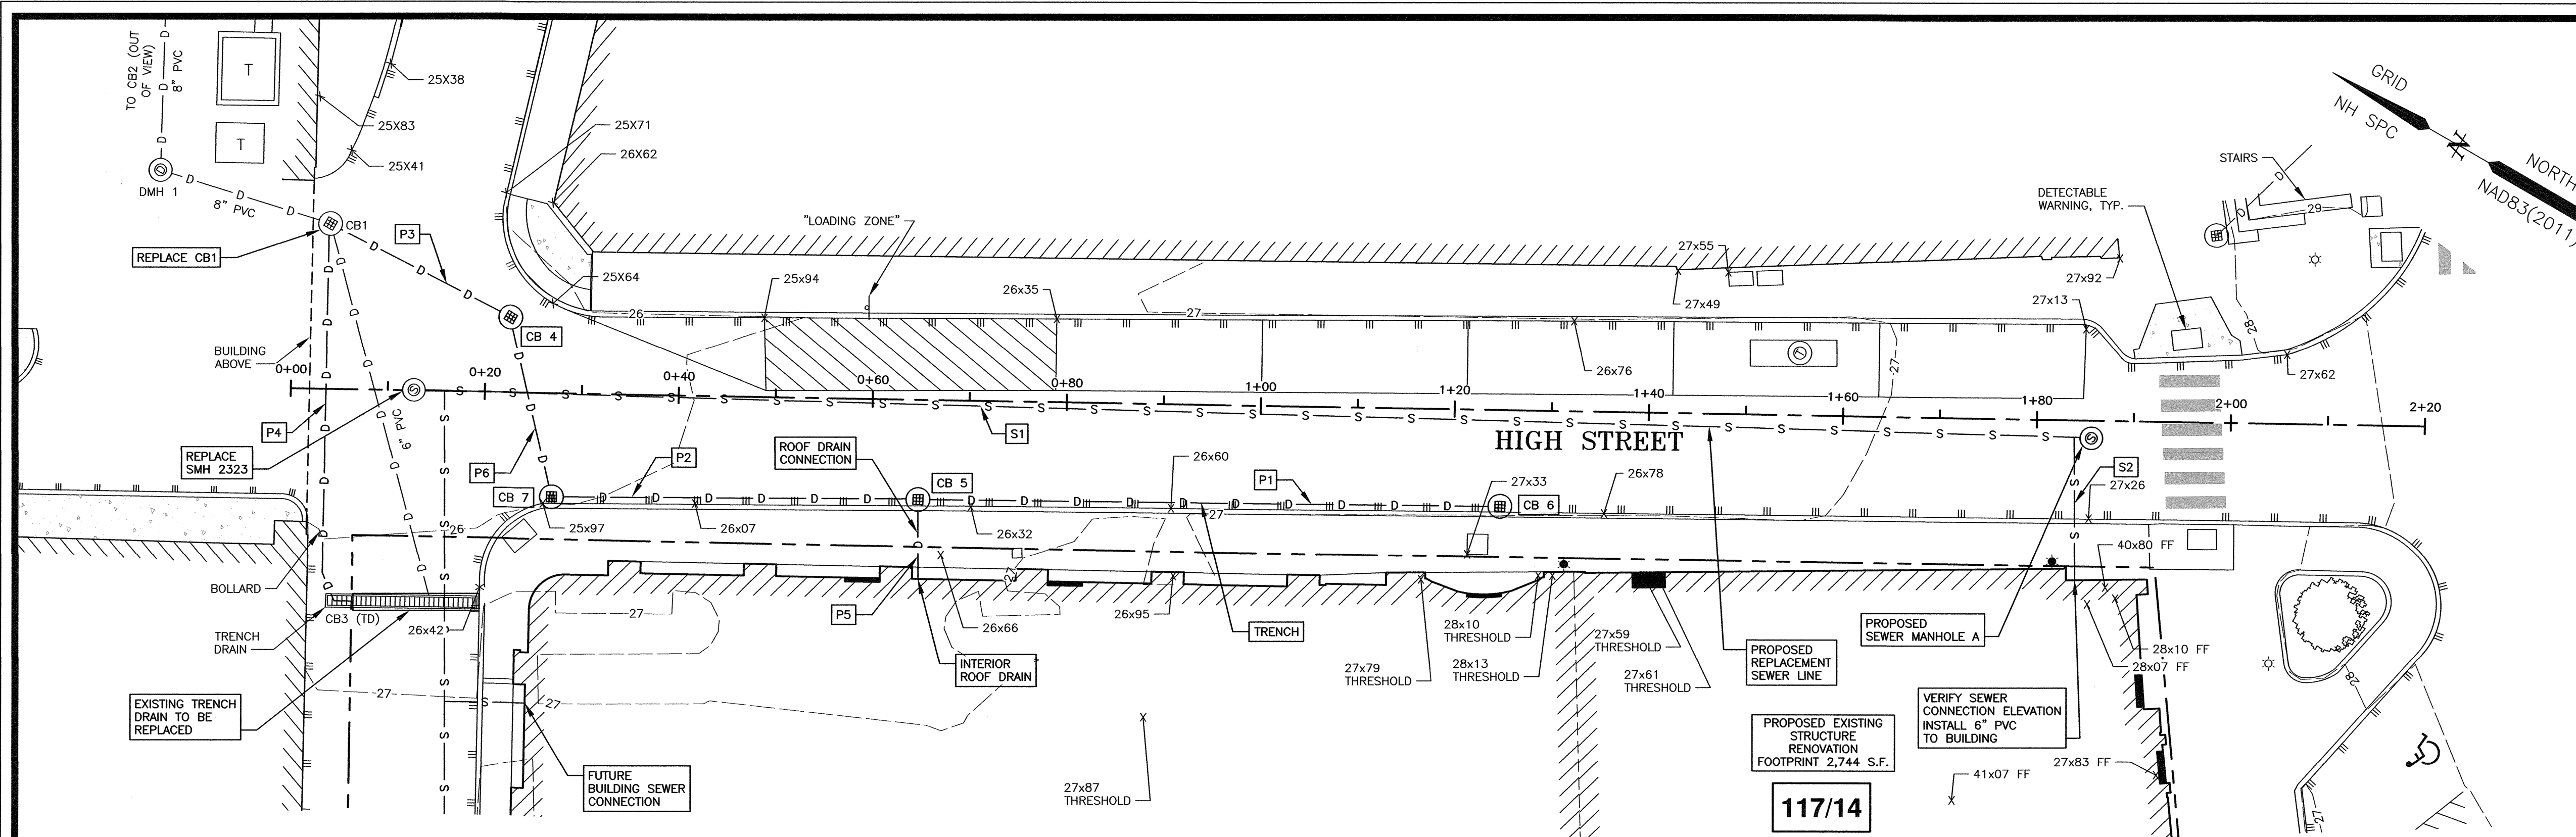 TO CB2 (OUT
OF VIEW)
8" PVC
D
D
D
D
T
T
25X38
25X83
25X41
DMH 1
D
D
D
8" PVC
CB1
REPLACE CB1
P3
D
D
D
CB 4
25X71
26X62
25X64
"LOADING ZONE"
25x94
26x35
26
27
27x55
27x49
27x92
27x13
26x76
27
DETECTABLE
WARNING, TYP.
STAIRS
D
D
29
28
27x62
GRID
NH SPC
N
NORTH
NAD83(2011)
BUILDING
ABOVE
0+00
0+20
0+40
0+60
0+80
1+00
1+20
1+40
1+60
1+80
2+00
2+20
S
P4
6" PVC
REPLACE
SMH 2323
P6
P2
S1
HIGH STREET
S2
ROOF DRAIN
CONNECTION
CB 7
CB 5
26x60
P1
27x33
CB 6
26x78
27x26
25x97
26x07
26x32
27
26
40x80 FF
BOLLARD
CB3 (TD)
TRENCH
DRAIN
26x42
27
P5
26x66
27
26x95
TRENCH
28x10
THRESHOLD
27x59
THRESHOLD
PROPOSED
SEWER MANHOLE A
28x10 FF
28x07 FF
INTERIOR
ROOF DRAIN
27x79
THRESHOLD
28x13
THRESHOLD
27x61
THRESHOLD
PROPOSED
REPLACEMENT
SEWER LINE
27
27
28
EXISTING TRENCH
DRAIN TO BE
REPLACED
VERIFY SEWER
CONNECTION ELEVATION
INSTALL 6" PVC
TO BUILDING
PROPOSED EXISTING
STRUCTURE
RENOVATION
FOOTPRINT 2,744 S.F.
FUTURE
BUILDING SEWER
CONNECTION
27x87
THRESHOLD
41x07 FF
27x83 FF
117/14
27